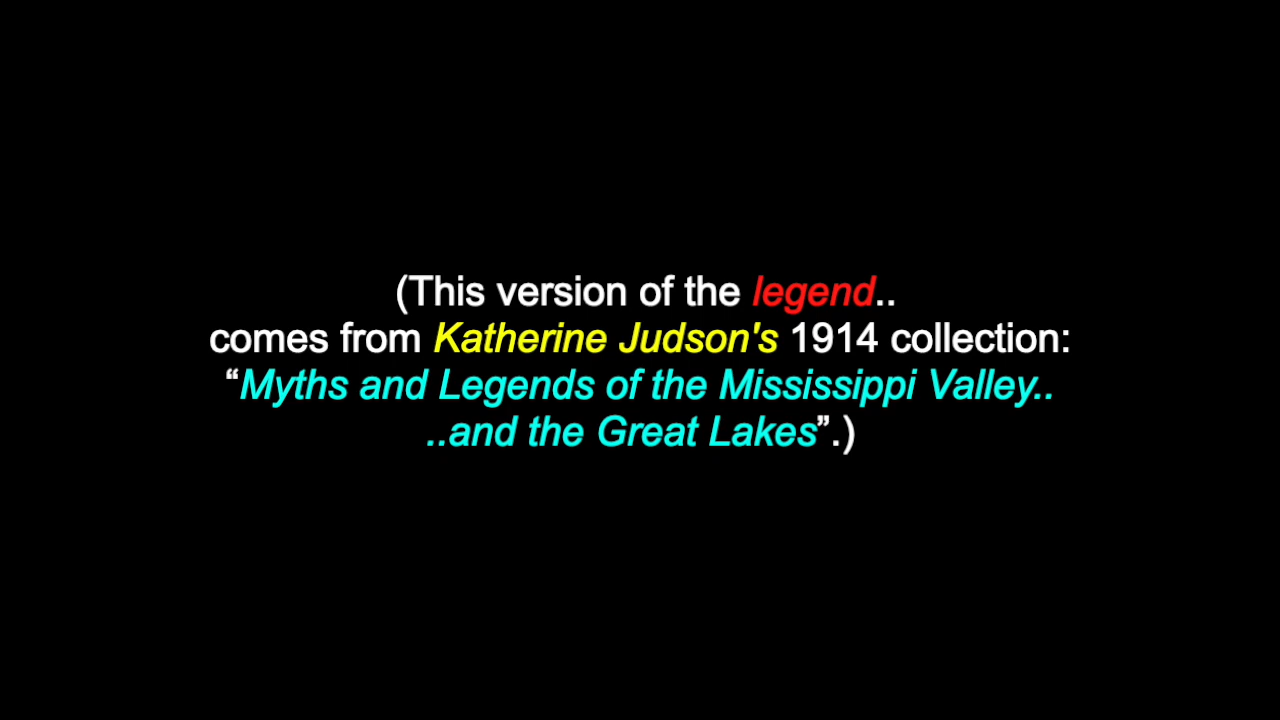 (This version of the legend..
comes from Katherine Judson's 1914 collection:
“Myths and Legends of the Mississippi Valley..
..and the Great Lakes”.)